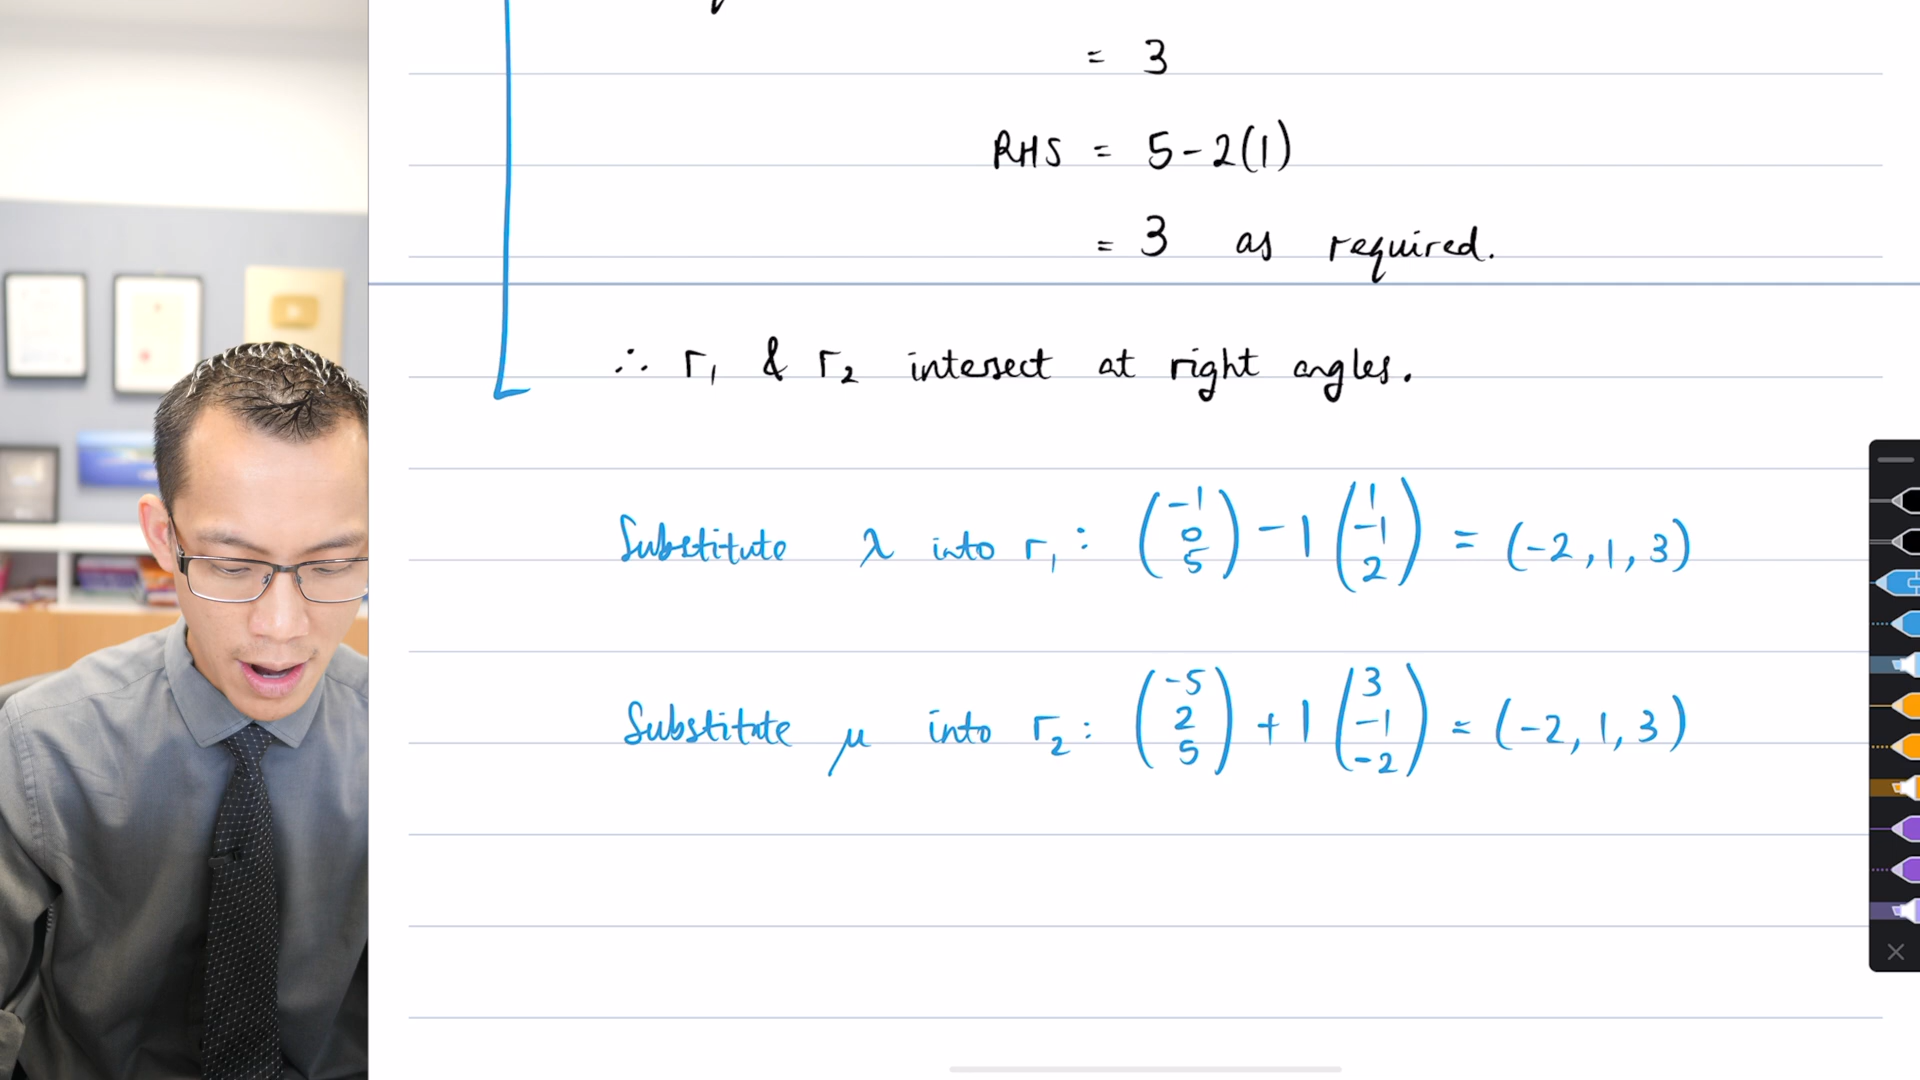 = 3
RHS = 5-2(1)
= 3 as required.
∴ r₁ & r₂ intersect at right angles.
Substitute λ into r₁: (-1 0 5) - 1 (1 -1 2) = (-2, 1, 3)
Substitute μ into r₂: (-5 2 5) + 1 (3 -1 -2) = (-2, 1, 3)